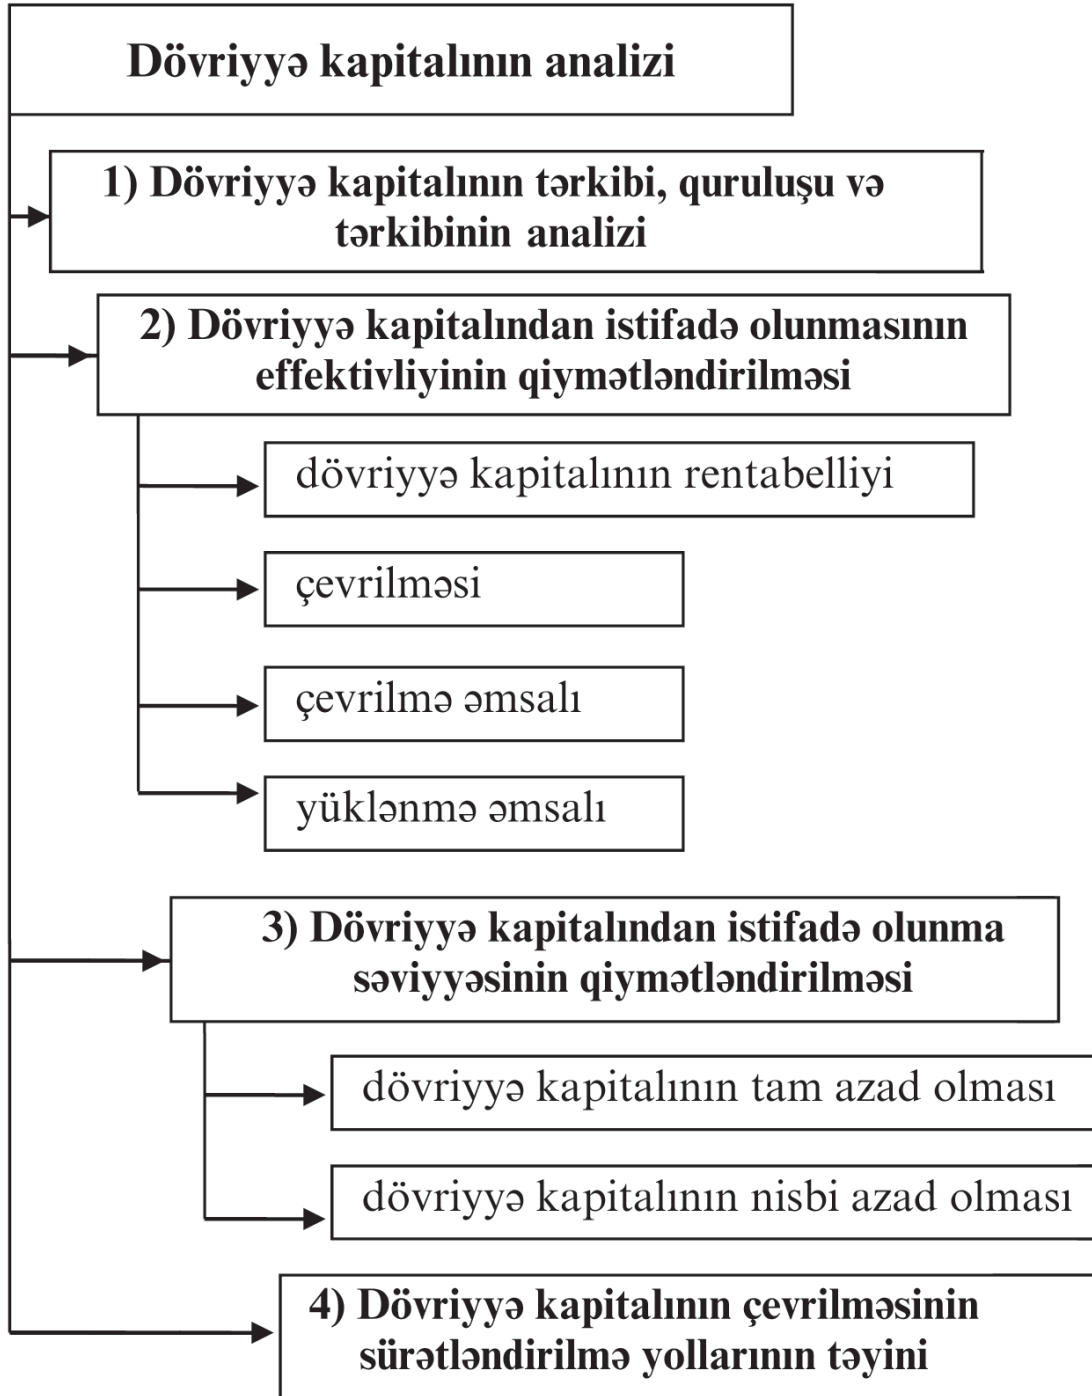 Dövriyyə kapitalının analizi
1) Dövriyyə kapitalının tərkibi, quruluşu və
tərkibinin analizi
2) Dövriyyə kapitalından istifadə olunmasının
effektivliyinin qiymətləndirilməsi
dövriyyə kapitalının rentabelliyi
çevrilməsi
çevrilmə əmsalı
yüklənmə əmsalı
3) Dövriyyə kapitalından istifadə olunma
səviyyəsinin qiymətləndirilməsi
dövriyyə kapitalının tam azad olması
dövriyyə kapitalının nisbi azad olması
4) Dövriyyə kapitalının çevrilməsinin
sürətləndirilmə yollarının təyini